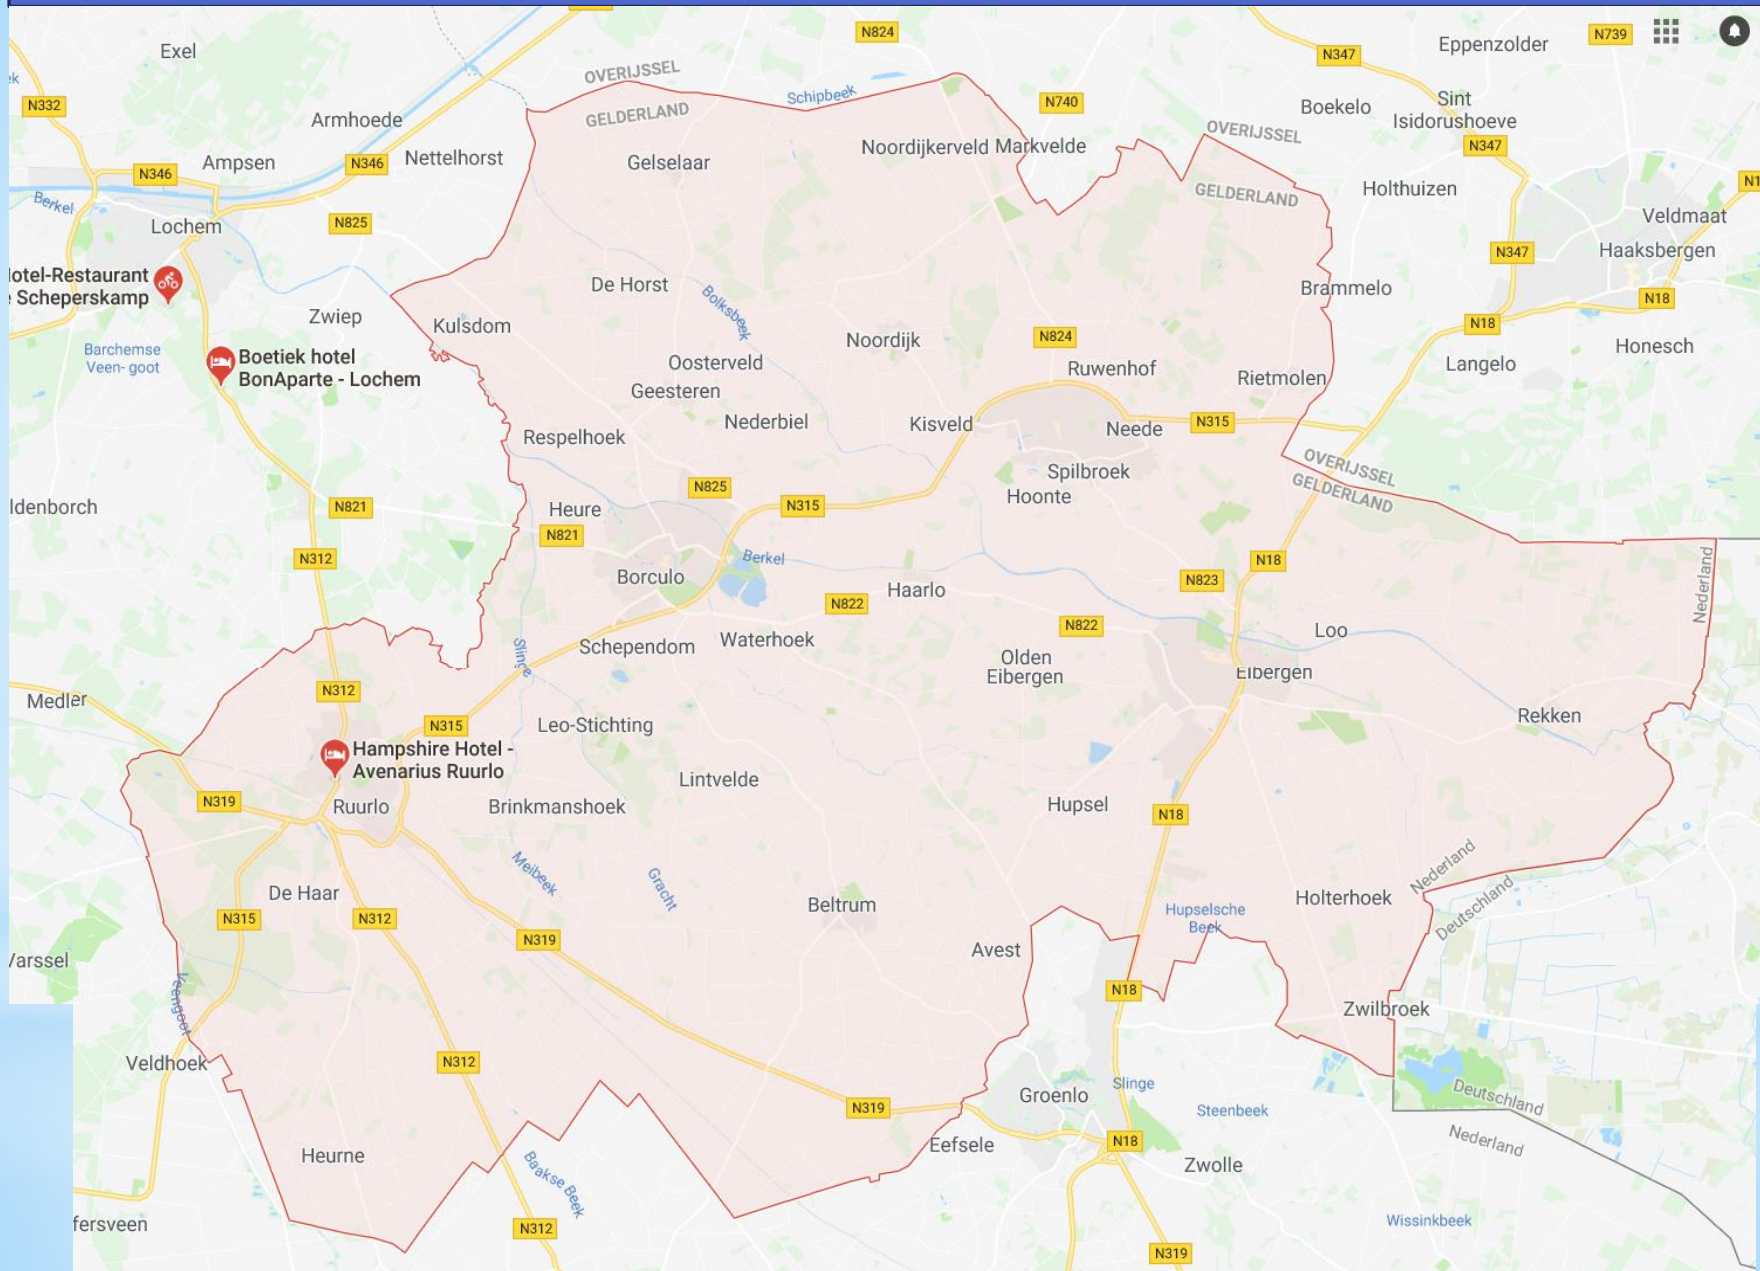 N824
N739
Eppenzolder
N347
Exel
OVERIJSSEL
Schipbeek
N332
GELDERLAND
N740
Boekelo
Sint
Isidorushoeve
Armhoede
OVERIJSSEL
N347
Noordijkerveld
Markvelde
Ampsen
N346
Nettelhorst
Gelselaar
N346
GELDERLAND
Holthuizen
Berkel
Lochem
N825
Veldmaat
Haaksbergen
N347
Hotel-Restaurant
Scheperskamp
De Horst
Bolksbeek
Brammelo
N18
Zwiep
Kulsdom
N18
Noordijk
N824
Honesch
Barchemse
Veen- goot
Boetiek hotel
BonAparte - Lochem
Oosterveld
Ruwenhof
Rietmolen
Langelo
Geesteren
Nederbiel
Kisveld
Neede
N315
Respelhoek
Spilbroek
OVERIJSSEL
GELDERLAND
Hoonte
N825
N315
ldenborch
N821
Heure
N821
N312
Berkel
N18
Borculo
Haarlo
N823
Nederland
N822
N822
Loo
Schependom
Waterhoek
Slinge
Olden
Eibergen
Eibergen
Medler
N312
N315
Leo-Stichting
Rekken
Hampshire Hotel -
Avenarius Ruurlo
Lintvelde
N319
Ruurlo
Brinkmanshoek
Hupsel
N18
Meibeek
Gracht
Nederland
Deutschland
De Haar
Beltrum
Holterhoek
N315
N312
Hupselsche
Beek
N319
Avest
Varssel
Veengoot
N18
Zwilbroek
Veldhoek
N312
Groenlo
Slinge
Deutschland
N319
Steenbeek
Eefsele
N18
Nederland
Heurne
Baakse Beek
Zwolle
fersveen
N312
Wissinkbeek
N319